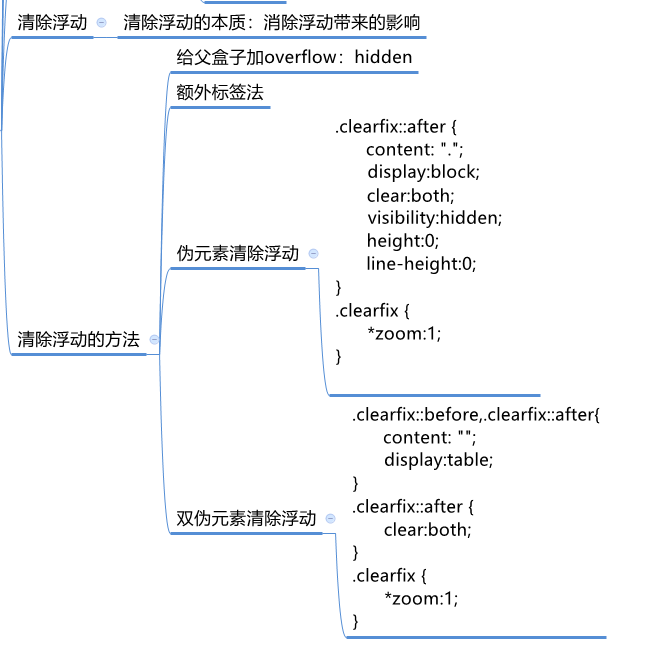 清除浮动
清除浮动的本质：消除浮动带来的影响
清除浮动的方法
给父盒子加overflow：hidden
额外标签法
伪元素清除浮动
.clearfix::after {
content: ".";
display:block;
clear:both;
visibility:hidden;
height:0;
line-height:0;
}
.clearfix {
*zoom:1;
}
双伪元素清除浮动
.clearfix::before,.clearfix::after{
content: "";
display:table;
}
.clearfix::after {
clear:both;
}
.clearfix {
*zoom:1;
}